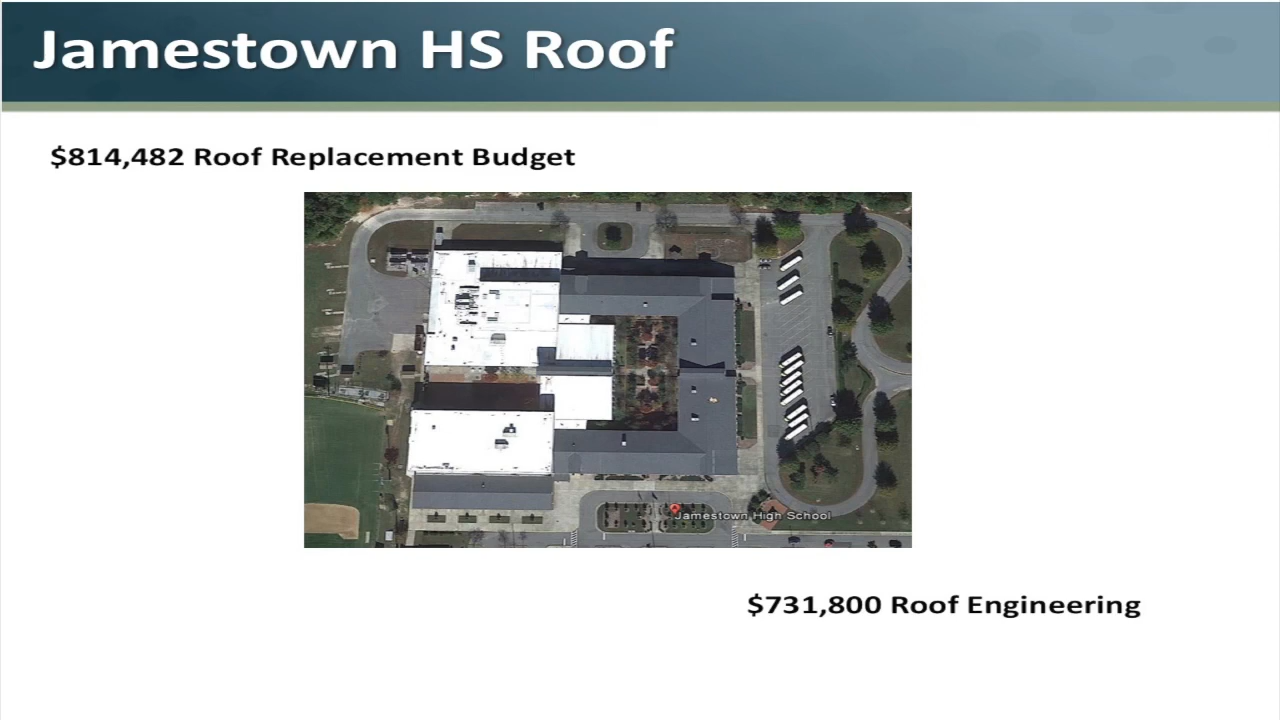 Jamestown HS Roof
$814,482 Roof Replacement Budget
Jamestown High School
$731,800 Roof Engineering